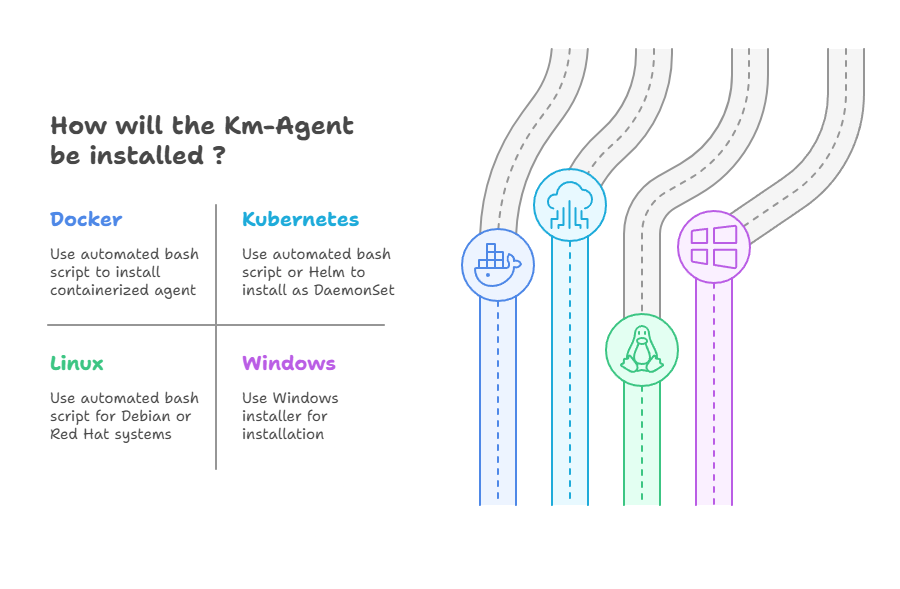 How will the Km-Agent
be installed ?
Docker
Use automated bash
script to install
containerized agent
Kubernetes
Use automated bash
script or Helm to
install as DaemonSet
Linux
Use automated bash
script for Debian or
Red Hat systems
Windows
Use Windows
installer for
installation